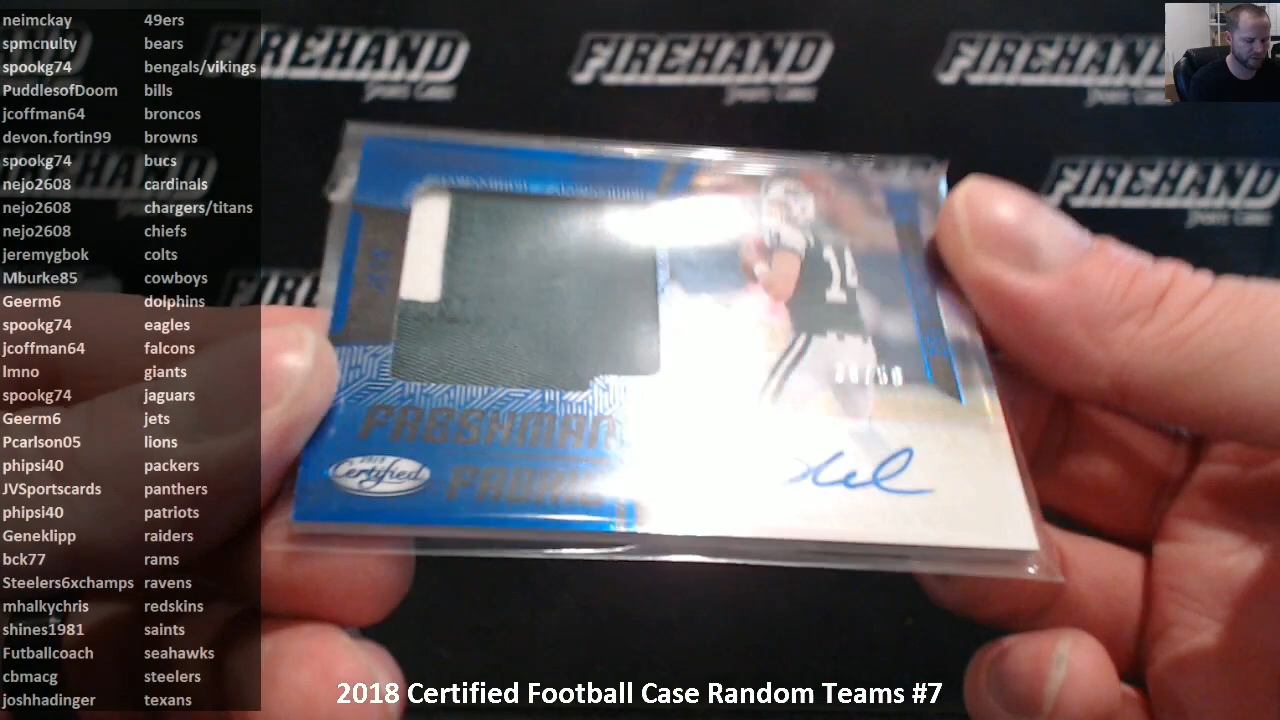 neimckay 49ers
spmcnulty bears
spookg74 bengals/vikings
PuddlesofDoom bills
jcoffman64 broncos
devon.fortin99 browns
spookg74 bucs
nejo2608 cardinals
nejo2608 chargers/titans
nejo2608 chiefs
jeremygbok colts
Mburke85 cowboys
Geerm6 dolphins
spookg74 eagles
jcoffman64 falcons
lmno giants
spookg74 jaguars
Geerm6 jets
Pcarlson05 lions
phipsi40 packers
JVSportscards panthers
phipsi40 patriots
Geneklipp raiders
bck77 rams
Steelers6xchamps ravens
mhalkychris redskins
shines1981 saints
Futballcoach seahawks
cbmacg steelers
joshhadinger texans
FIREHAND FIREHAND FIREHAND
FIREHAND
14
FRESHMAN
2018
Certified
2018 Certified Football Case Random Teams #7